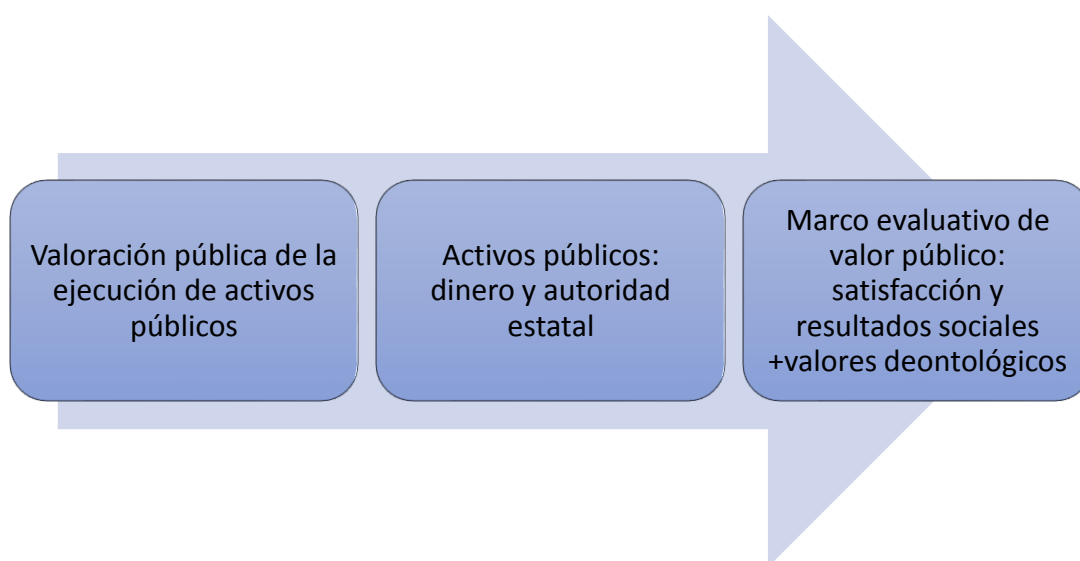 Valoración pública de la
ejecución de activos
públicos
Activos públicos:
dinero y autoridad
estatal
Marco evaluativo de
valor público:
satisfacción y
resultados sociales
+valores deontológicos